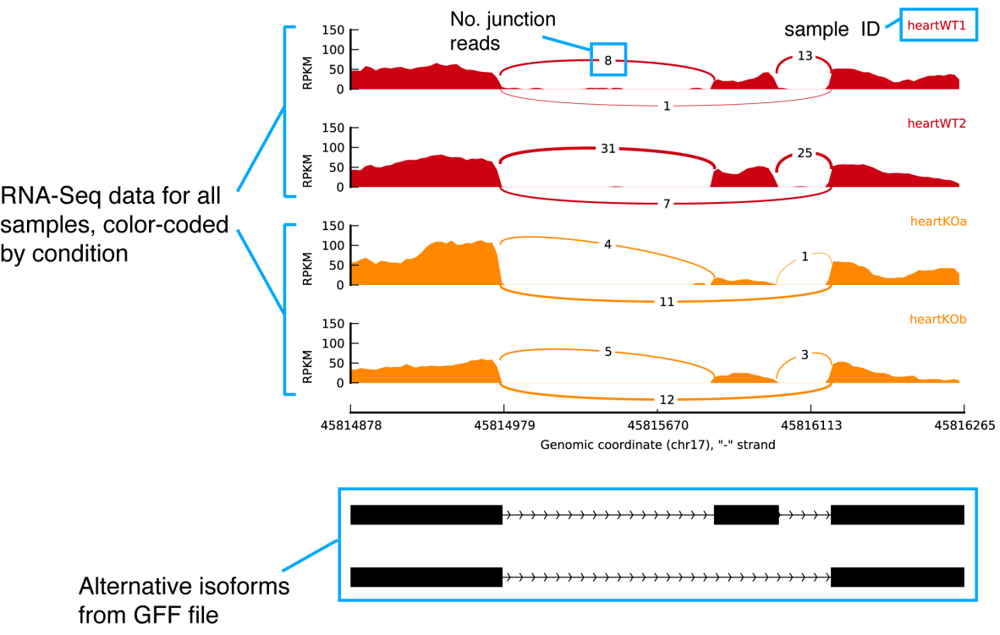 No. junction
reads
sample ID
heartWT1
150
100
50
0
RPKM
8
13
1
heartWT2
150
100
50
0
RPKM
31
25
7
RNA-Seq data for all
samples, color-coded
by condition
heartKOa
150
100
50
0
RPKM
4
1
11
heartKOb
150
100
50
0
RPKM
5
3
12
45814878 45814979 45815670 45816113 45816265
Genomic coordinate (chr17), "-" strand
Alternative isoforms
from GFF file